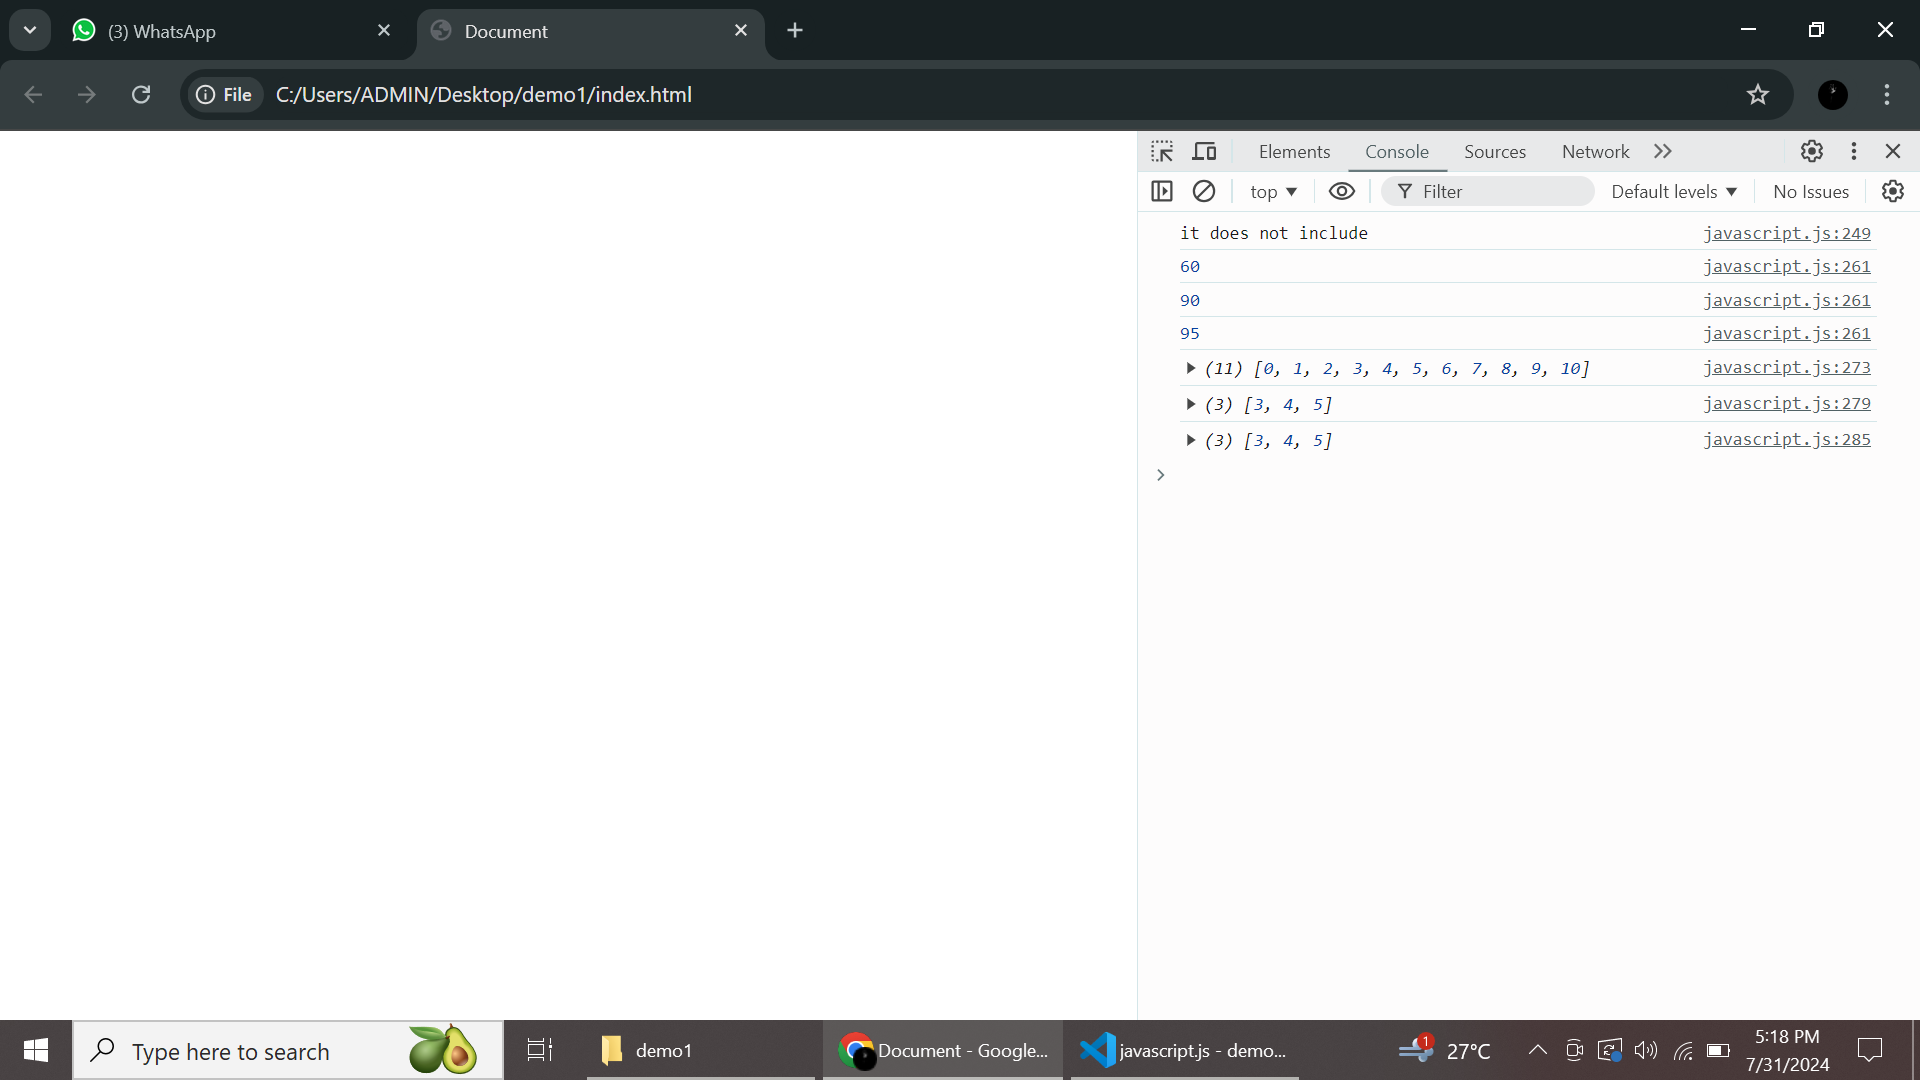 (3) WhatsApp
Document
File
C:/Users/ADMIN/Desktop/demo1/index.html
Elements Console Sources Network
top Filter Default levels No Issues
it does not include javascript.js:249
60 javascript.js:261
90 javascript.js:261
95 javascript.js:261
(11) [0, 1, 2, 3, 4, 5, 6, 7, 8, 9, 10] javascript.js:273
(3) [3, 4, 5] javascript.js:279
(3) [3, 4, 5] javascript.js:285
Type here to search
demo1
Document - Google...
javascript.js - demo...
1
27°C
5:18 PM
7/31/2024